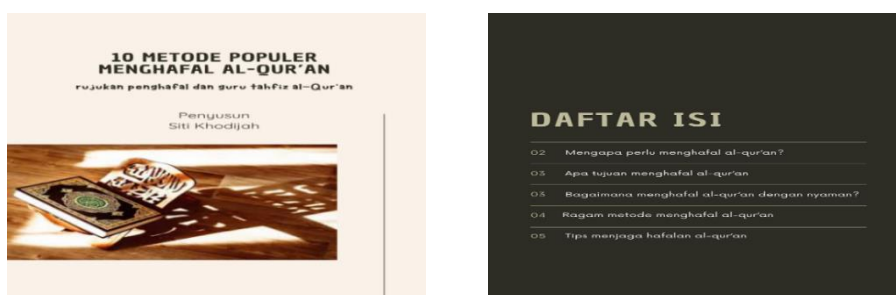 10 METODE POPULER
MENGHAFAL AL-QUR'AN
rujukan penghafal dan guru tahfiz al-Qur'an
Penyusun
Siti Khodijah
DAFTAR ISI
02 Mengapa perlu menghafal al-qur'an?
03 Apa tujuan menghafal al-qur'an
03 Bagaimana menghafal al-qur'an dengan nyaman?
04 Ragam metode menghafal al-qur'an
05 Tips menjaga hafalan al-qur'an